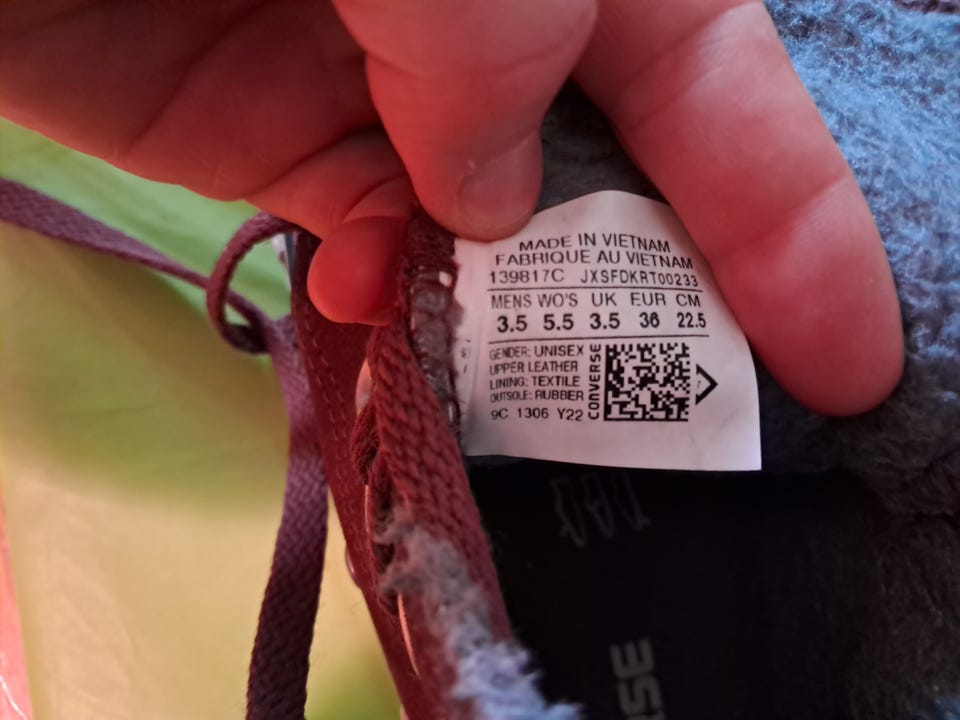 MADE IN VIETNAM
FABRIQUE AU VIETNAM
139817C JXSFDKRT00233
MENS WO'S UK EUR CM
3.5 5.5 3.5 36 22.5
GENDER: UNISEX
UPPER LEATHER
LINING: TEXTILE
OUTSOLE: RUBBER
9C 1306 Y22
CONVERSE
RSE